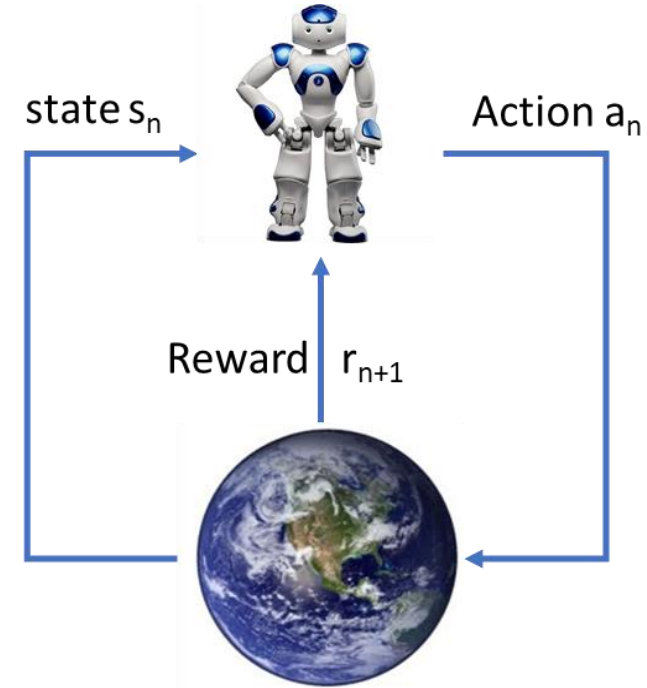 state sₙ
Action aₙ
Reward rₙ₊₁